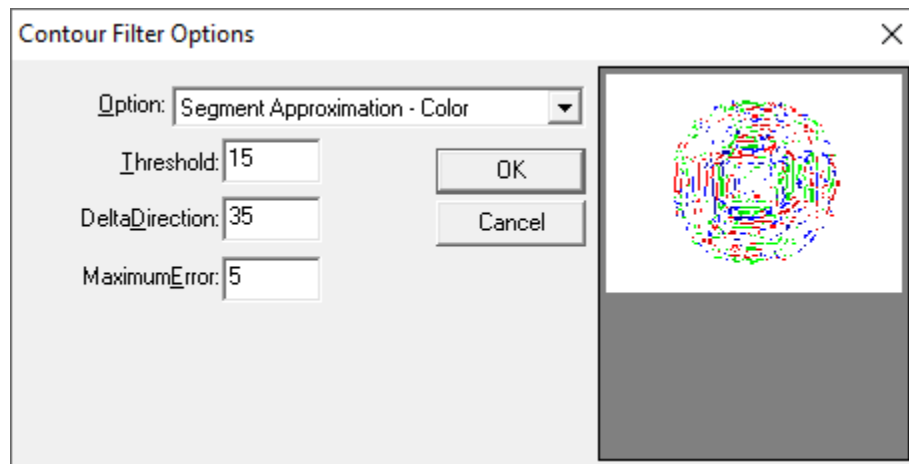 Contour Filter Options
Option: Segment Approximation - Color
Threshold: 15
OK
DeltaDirection: 35
Cancel
MaximumError: 5